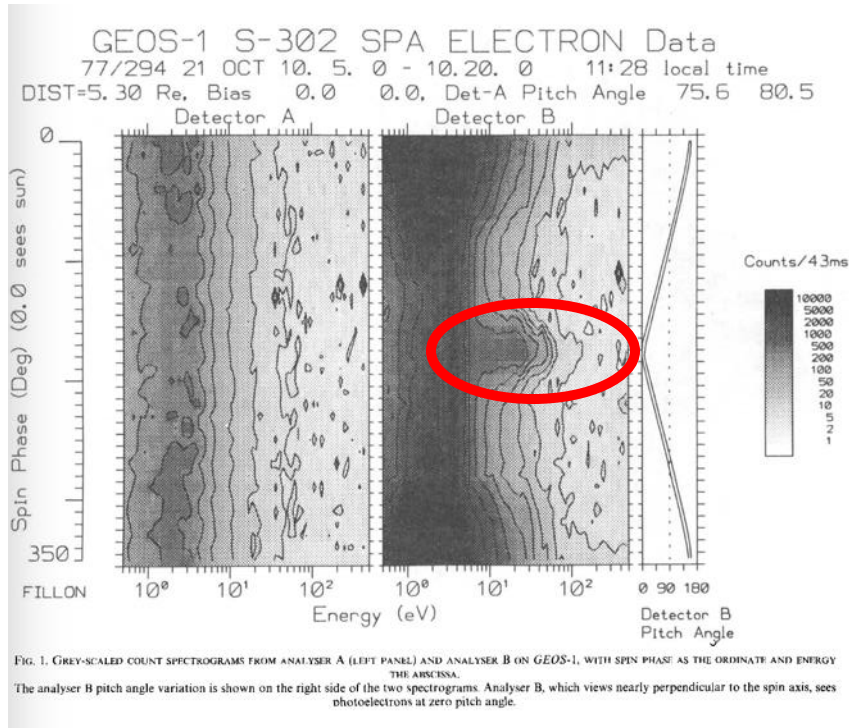 GEOS-1 S-302 SPA ELECTRON Data
77/294 21 OCT 10. 5. 0 - 10.20. 0 11:28 local time
DIST=5.30 Re, Bias 0.0 0.0, Det-A Pitch Angle 75.6 80.5
Detector A Detector B
0
Spin Phase (Deg) (0.0 sees sun)
350
Counts/43ms
10000
5000
2000
1000
500
200
100
50
20
10
5
2
1
FILLON
10⁰ 10¹ 10² 10⁰ 10¹ 10² 0 90 180
Energy (eV)
Detector B
Pitch Angle
FIG. 1. GREY-SCALED COUNT SPECTROGRAMS FROM ANALYSER A (LEFT PANEL) AND ANALYSER B ON GEOS-1, WITH SPIN PHASE AS THE ORDINATE AND ENERGY
THE ABSCISSA.
The analyser B pitch angle variation is shown on the right side of the two spectrograms. Analyser B, which views nearly perpendicular to the spin axis, sees
photoelectrons at zero pitch angle.